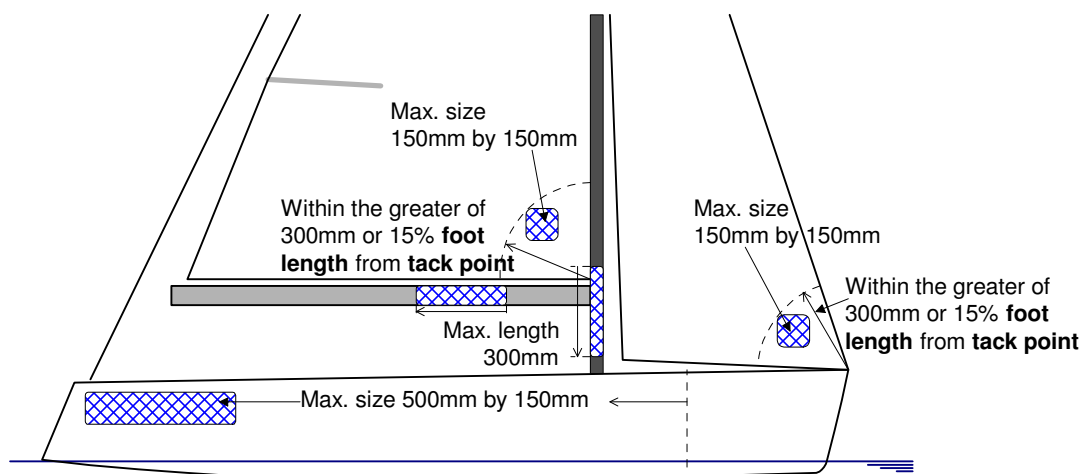 Max. size
150mm by 150mm
Within the greater of
300mm or 15% foot
length from tack point
Max. size
150mm by 150mm
Within the greater of
300mm or 15% foot
length from tack point
Max. length
300mm
Max. size 500mm by 150mm